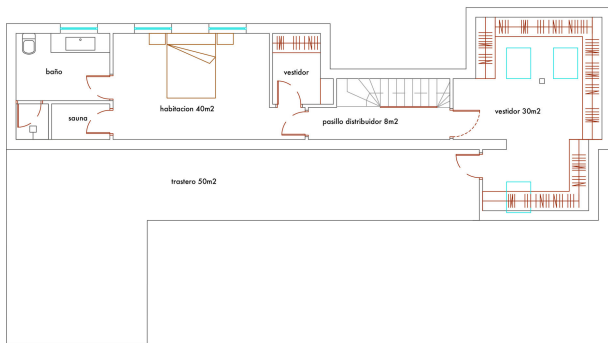 baño
vestidor
habitacion 40m2
sauna
pasillo distribuidor 8m2
vestidor 30m2
trastero 50m2